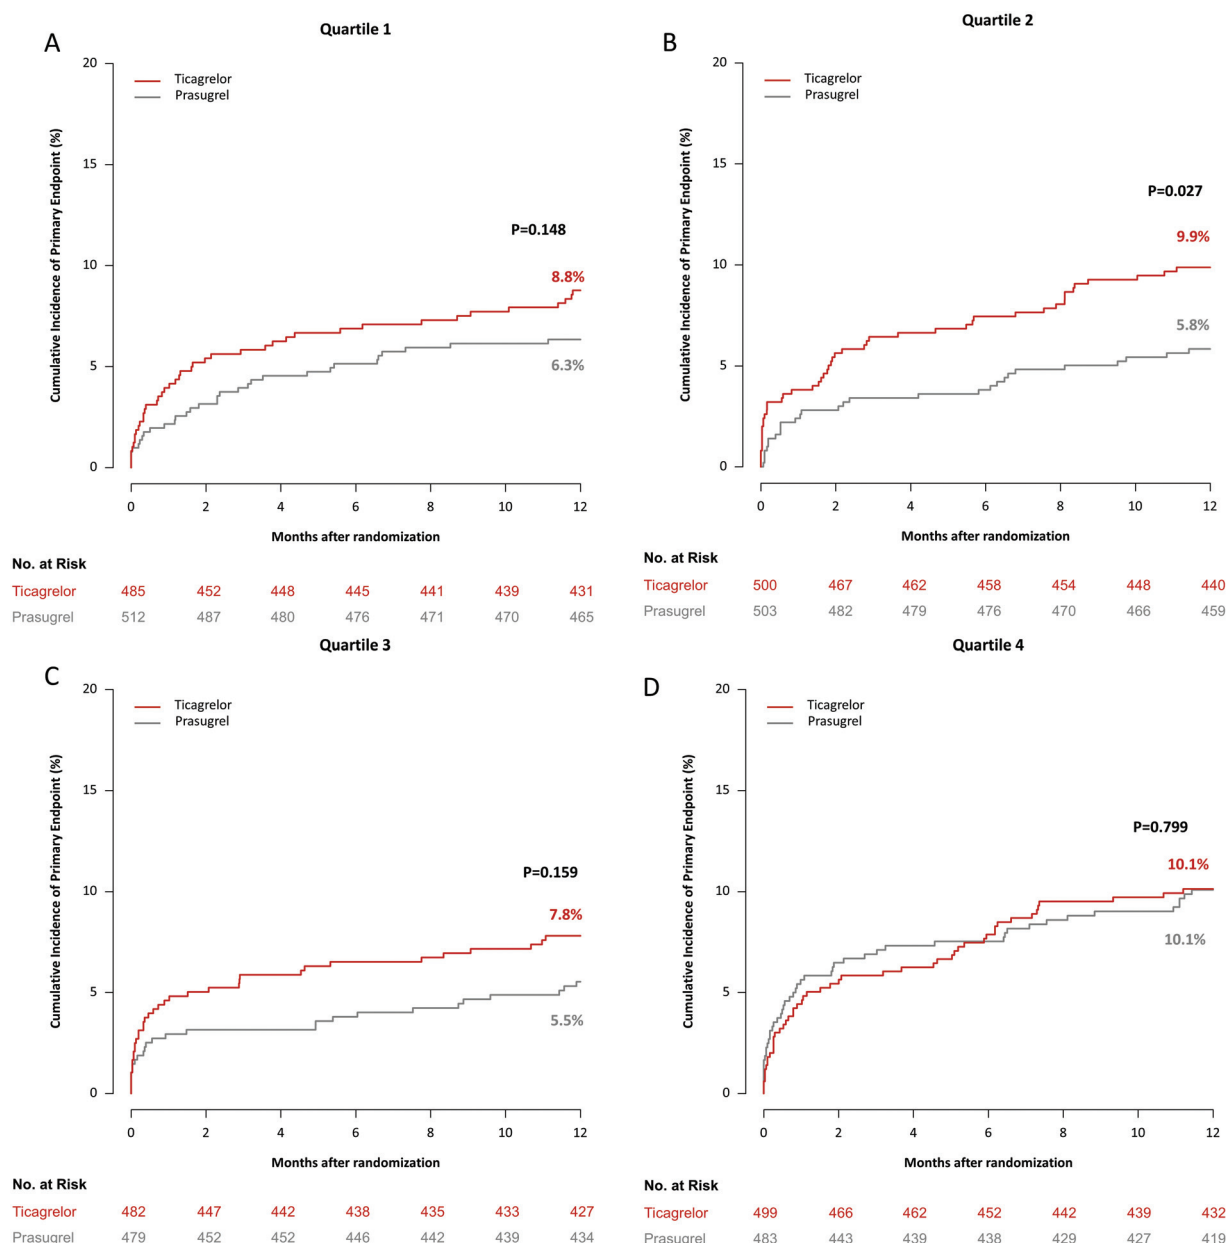 A
Quartile 1
Ticagrelor
Prasugrel
Cumulative Incidence of Primary Endpoint (%)
20
15
10
5
0
P=0.148
8.8%
6.3%
0 2 4 6 8 10 12
Months after randomization
No. at Risk
Ticagrelor 485 452 448 445 441 439 431
Prasugrel 512 487 480 476 471 470 465
B
Quartile 2
Ticagrelor
Prasugrel
Cumulative Incidence of Primary Endpoint (%)
20
15
10
5
0
P=0.027
9.9%
5.8%
0 2 4 6 8 10 12
Months after randomization
No. at Risk
Ticagrelor 500 467 462 458 454 448 440
Prasugrel 503 482 479 476 470 466 459
C
Quartile 3
Ticagrelor
Prasugrel
Cumulative Incidence of Primary Endpoint (%)
20
15
10
5
0
P=0.159
7.8%
5.5%
0 2 4 6 8 10 12
Months after randomization
No. at Risk
Ticagrelor 482 447 442 438 435 433 427
Prasugrel 479 452 452 446 442 439 434
D
Quartile 4
Ticagrelor
Prasugrel
Cumulative Incidence of Primary Endpoint (%)
20
15
10
5
0
P=0.799
10.1%
10.1%
0 2 4 6 8 10 12
Months after randomization
No. at Risk
Ticagrelor 499 466 462 452 442 439 432
Prasugrel 483 443 439 438 429 427 419